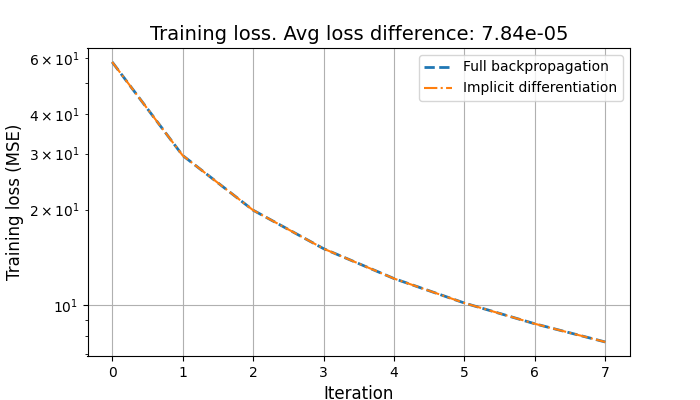 Training loss. Avg loss difference: 7.84e-05
Full backpropagation
Implicit differentiation
Training loss (MSE)
6 × 10¹
4 × 10¹
3 × 10¹
2 × 10¹
10¹
0 1 2 3 4 5 6 7
Iteration